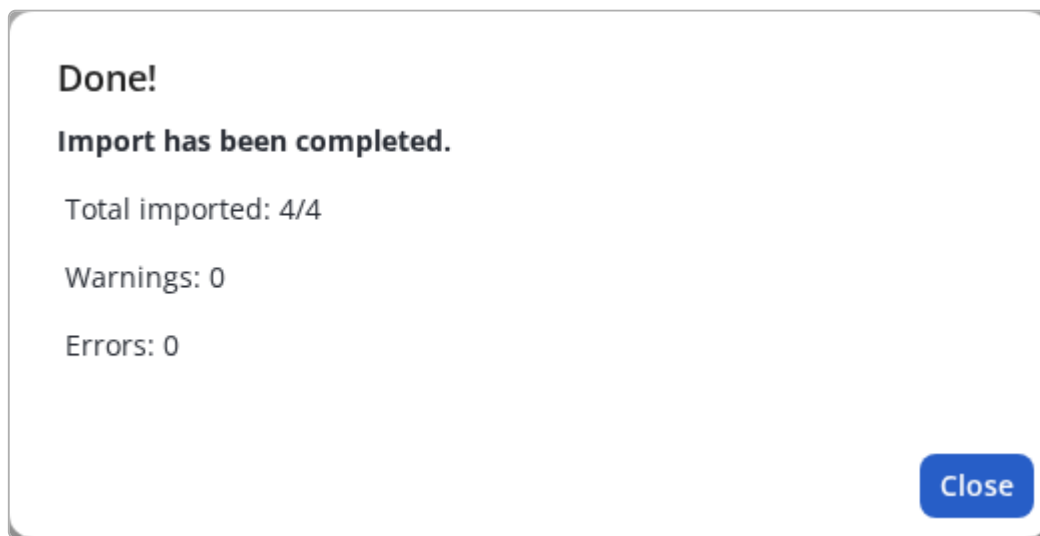 Done!
Import has been completed.
Total imported: 4/4
Warnings: 0
Errors: 0
Close